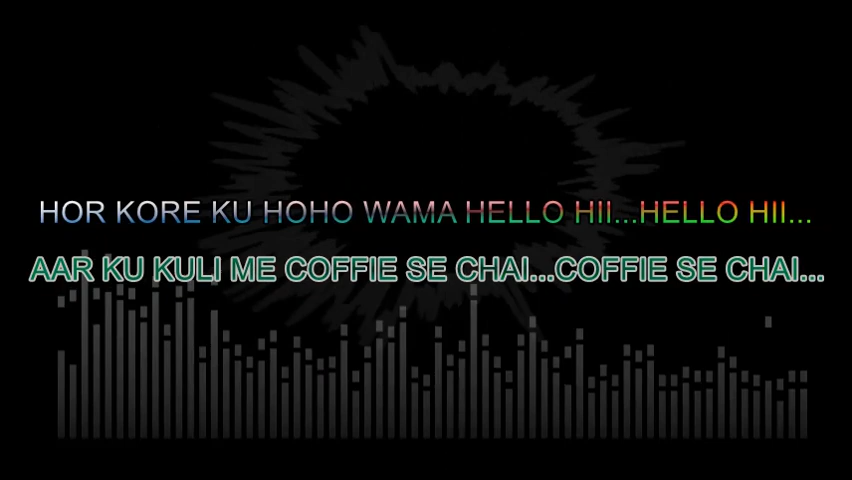 HOR KORE KU HOHO WAMA HELLO HII...HELLO HII...
AAR KU KULI ME COFFIE SE CHAI...COFFIE SE CHAI...